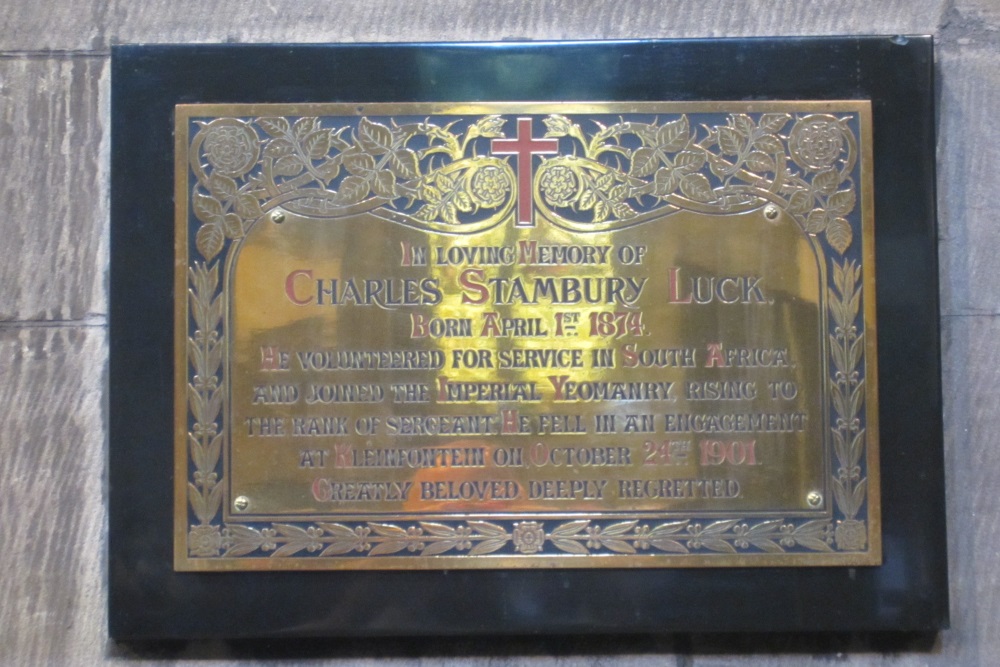 IN LOVING MEMORY OF
CHARLES STAMBURY LUCK.
BORN APRIL 1ST 1874.
HE VOLUNTEERED FOR SERVICE IN SOUTH AFRICA,
AND JOINED THE IMPERIAL YEOMANRY, RISING TO
THE RANK OF SERGEANT. HE FELL IN AN ENGAGEMENT
AT KLEINFONTEIN ON OCTOBER 24TH 1901.
GREATLY BELOVED, DEEPLY REGRETTED.